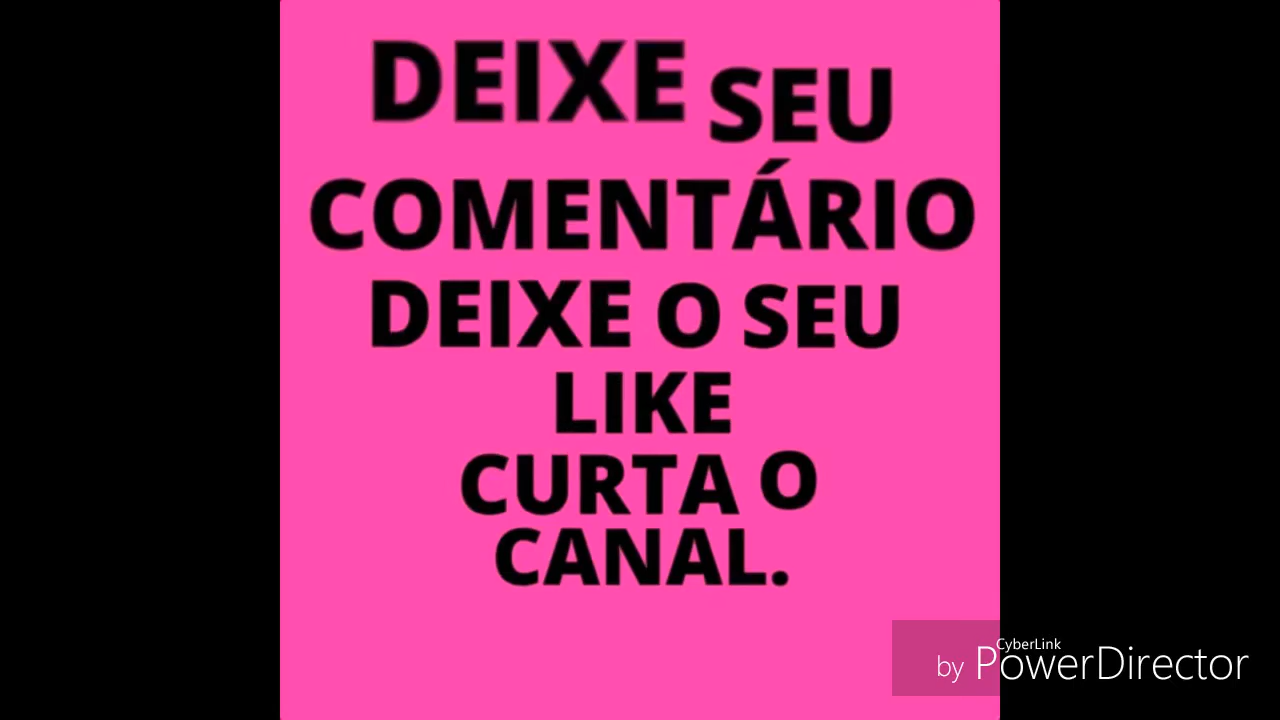 DEIXE SEU
COMENTÁRIO
DEIXE O SEU
LIKE
CURTA O
CANAL.
CyberLink
by PowerDirector